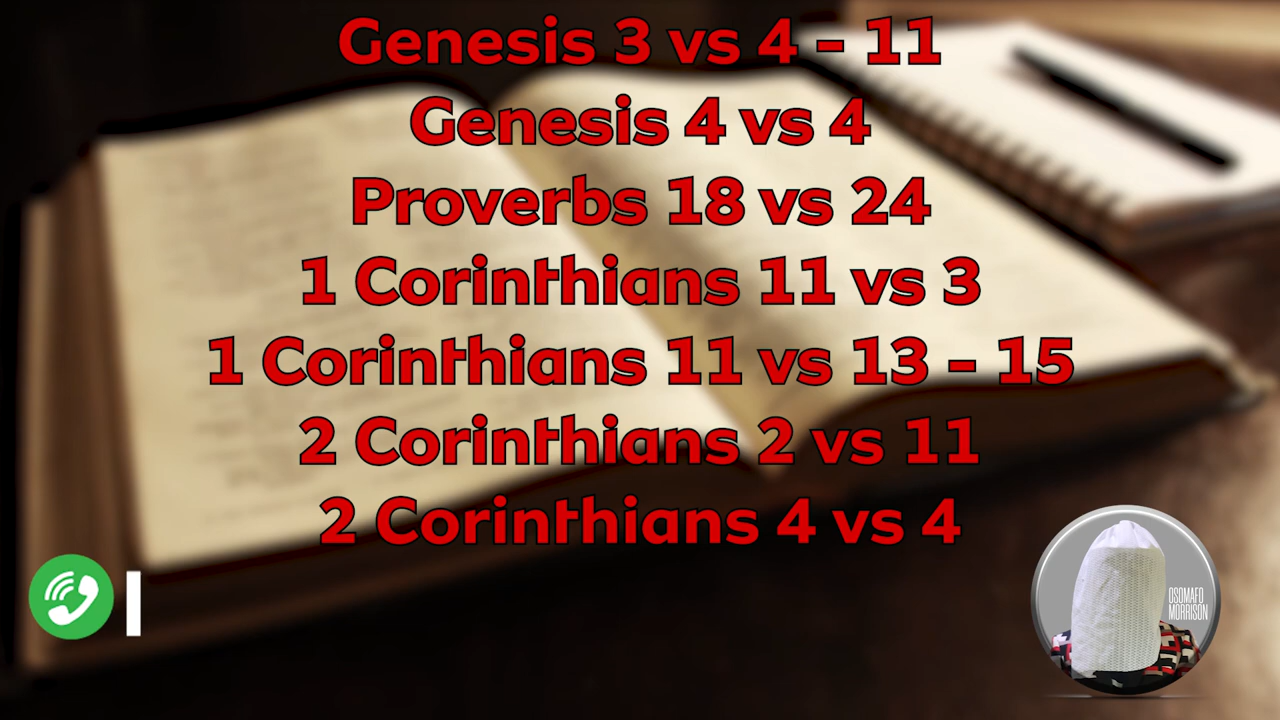 Genesis 3 vs 4 - 11
Genesis 4 vs 4
Proverbs 18 vs 24
1 Corinthians 11 vs 3
1 Corinthians 11 vs 13 - 15
2 Corinthians 2 vs 11
2 Corinthians 4 vs 4
OSOMAFO
MORRISON